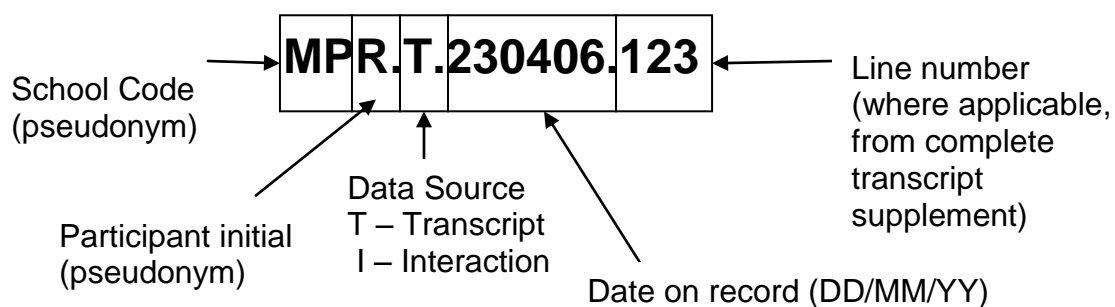 MPR.T.230406.123
School Code
(pseudonym)
Participant initial
(pseudonym)
Data Source
T – Transcript
I – Interaction
Date on record (DD/MM/YY)
Line number
(where applicable,
from complete
transcript
supplement)